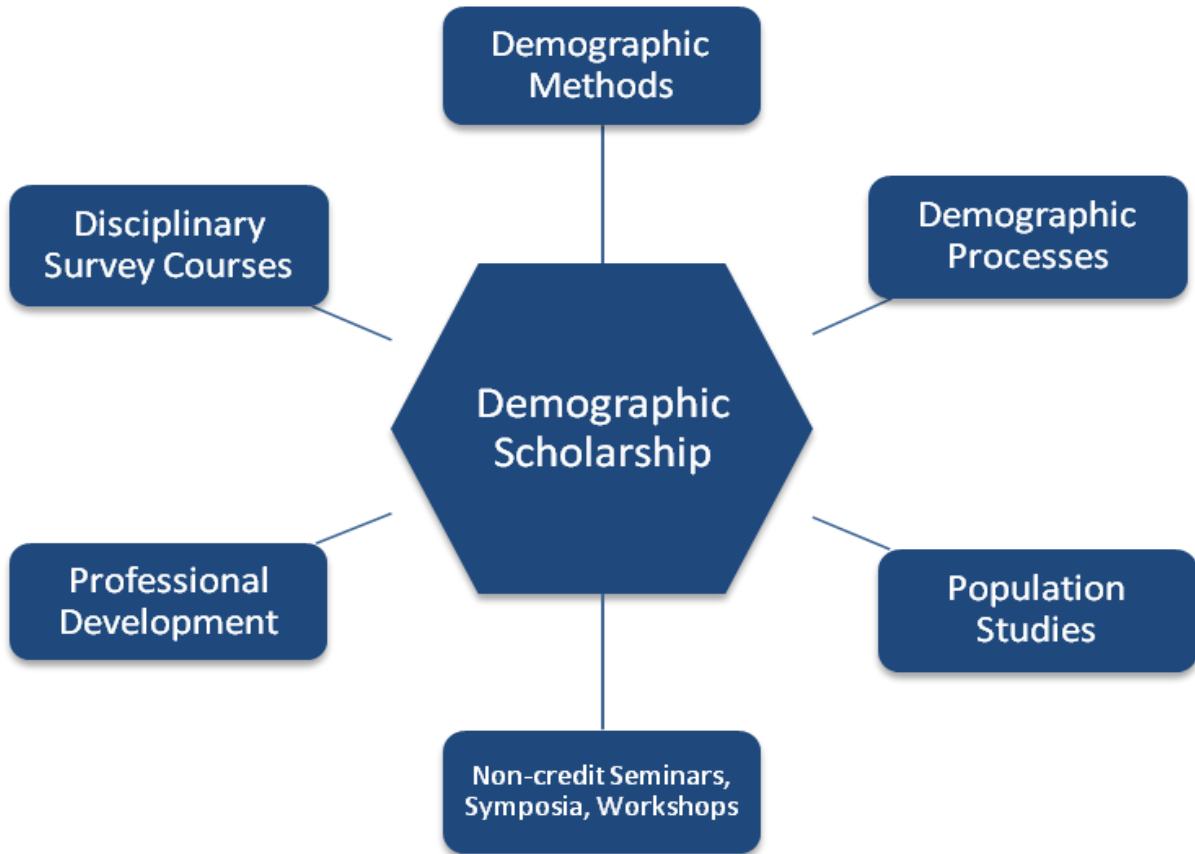 Demographic
Methods
Disciplinary
Survey Courses
Demographic
Processes
Demographic
Scholarship
Professional
Development
Population
Studies
Non-credit Seminars,
Symposia, Workshops